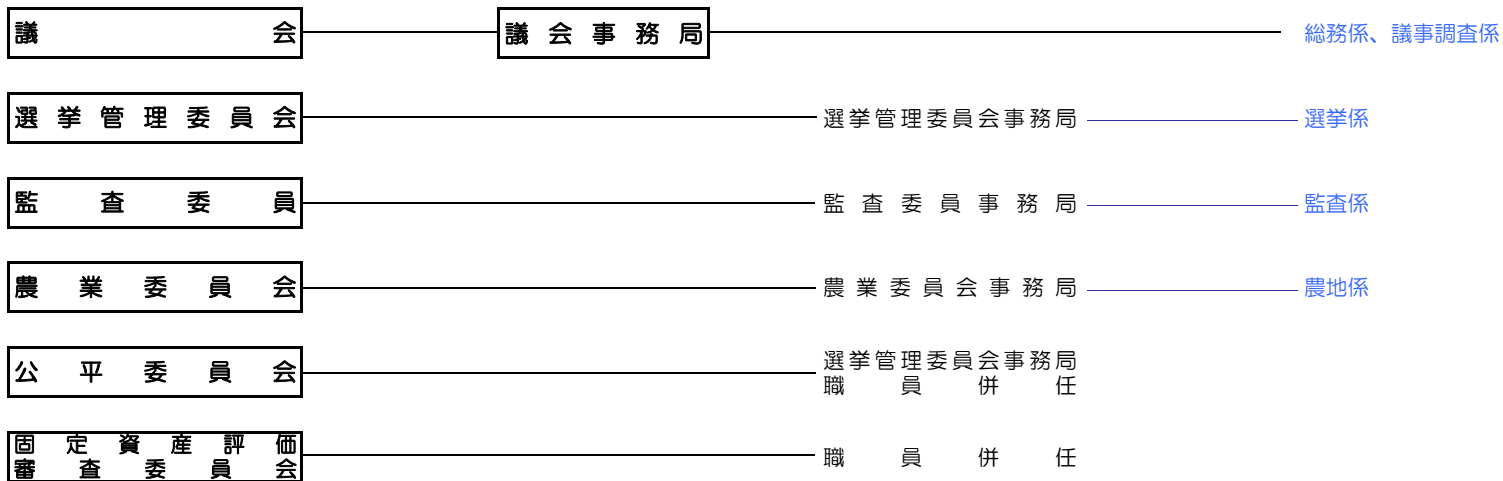 議会 議会事務局 総務係、議事調査係
選挙管理委員会 選挙管理委員会事務局 選挙係
監査委員 監査委員事務局 監査係
農業委員会 農業委員会事務局 農地係
公平委員会 選挙管理委員会事務局
職員併任
固定資産評価
審査委員会 職員併任